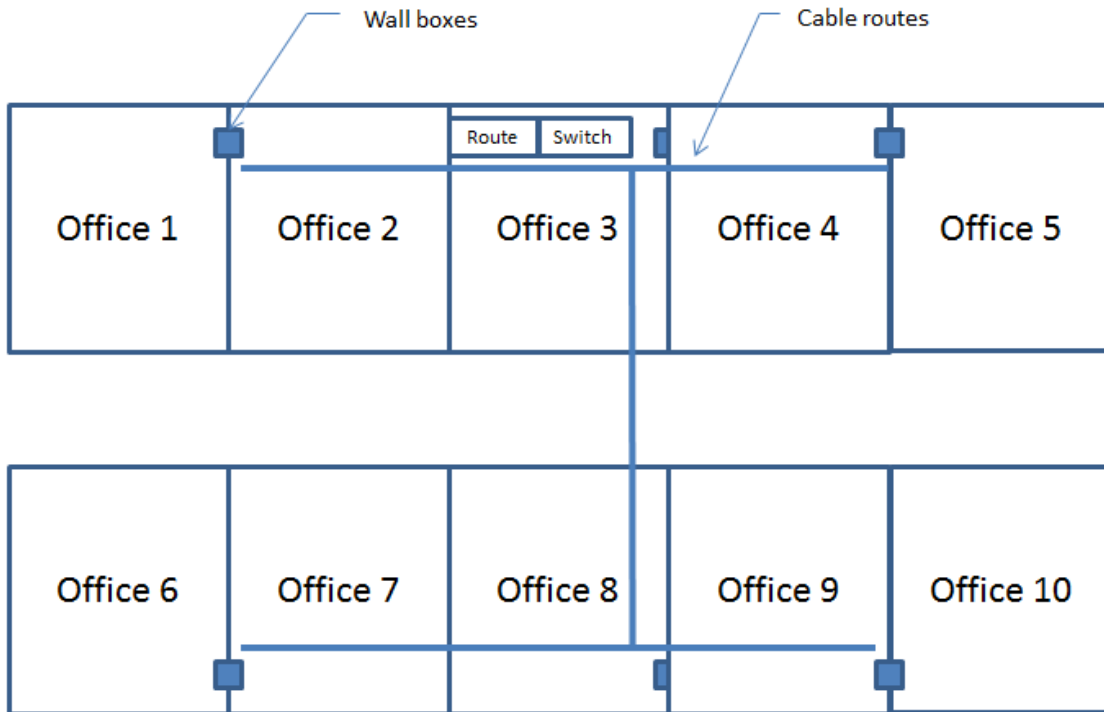 Wall boxes
Cable routes
Route
Switch
Office 1
Office 2
Office 3
Office 4
Office 5
Office 6
Office 7
Office 8
Office 9
Office 10